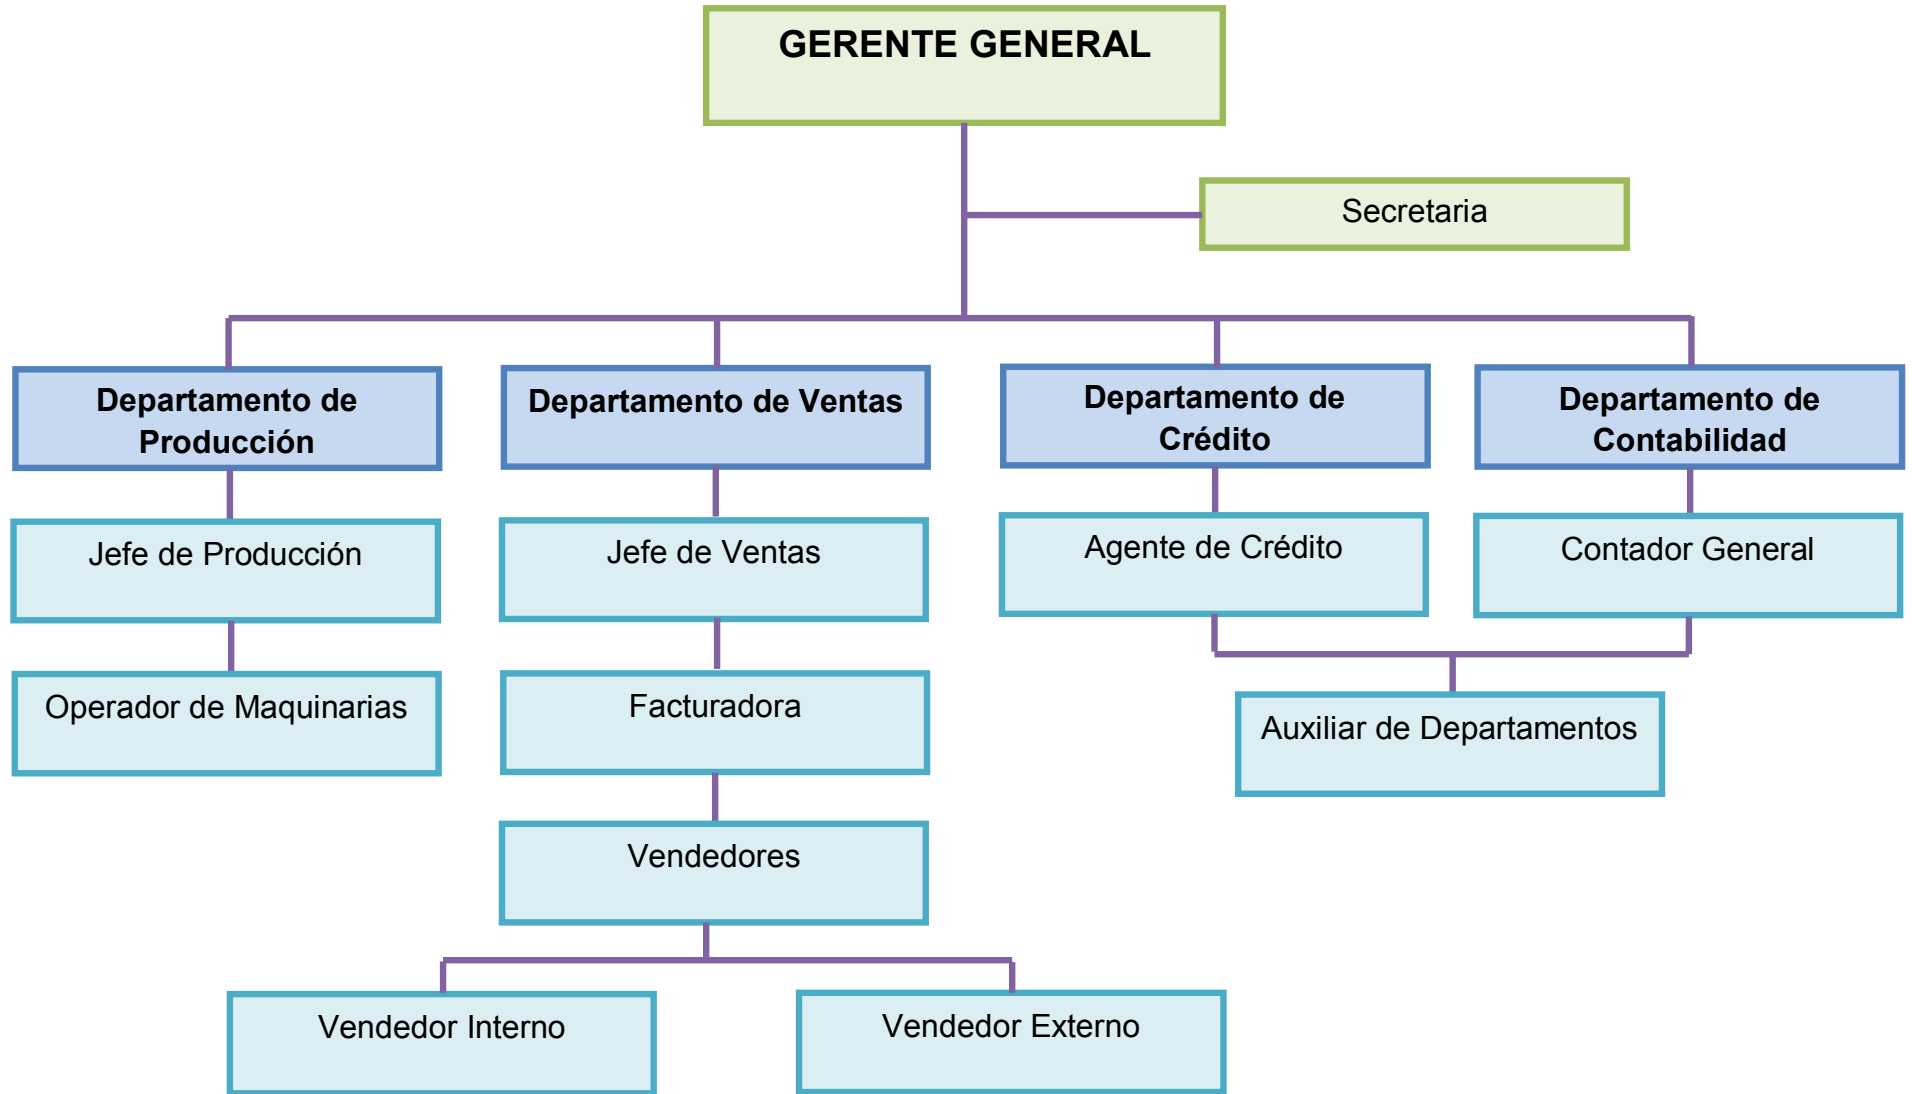 GERENTE GENERAL
Secretaria
Departamento de
Producción
Departamento de Ventas
Departamento de
Crédito
Departamento de
Contabilidad
Jefe de Producción
Jefe de Ventas
Agente de Crédito
Contador General
Operador de Maquinarias
Facturadora
Auxiliar de Departamentos
Vendedores
Vendedor Interno
Vendedor Externo